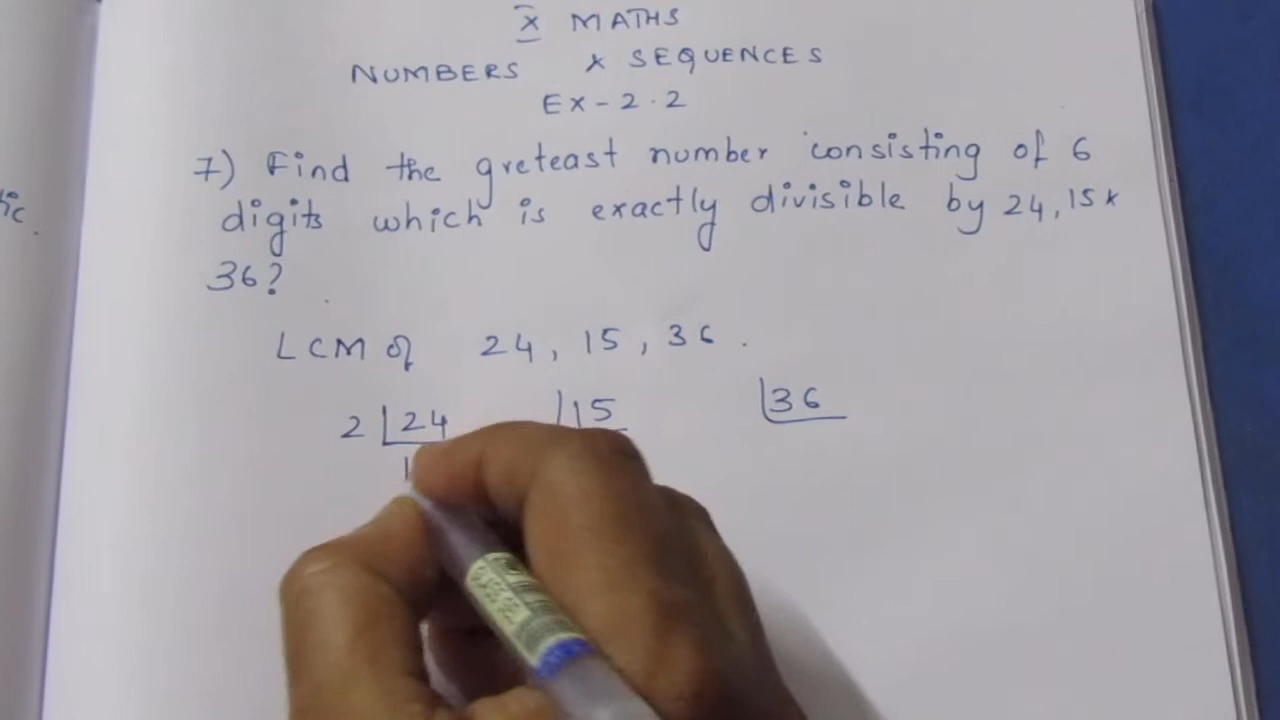 X MATHS
NUMBERS & SEQUENCES
Ex-2.2
7) Find the greteast number consisting of 6
digits which is exactly divisible by 24, 15 &
36?
LCM of 24, 15, 36.
2 24 15 36
1